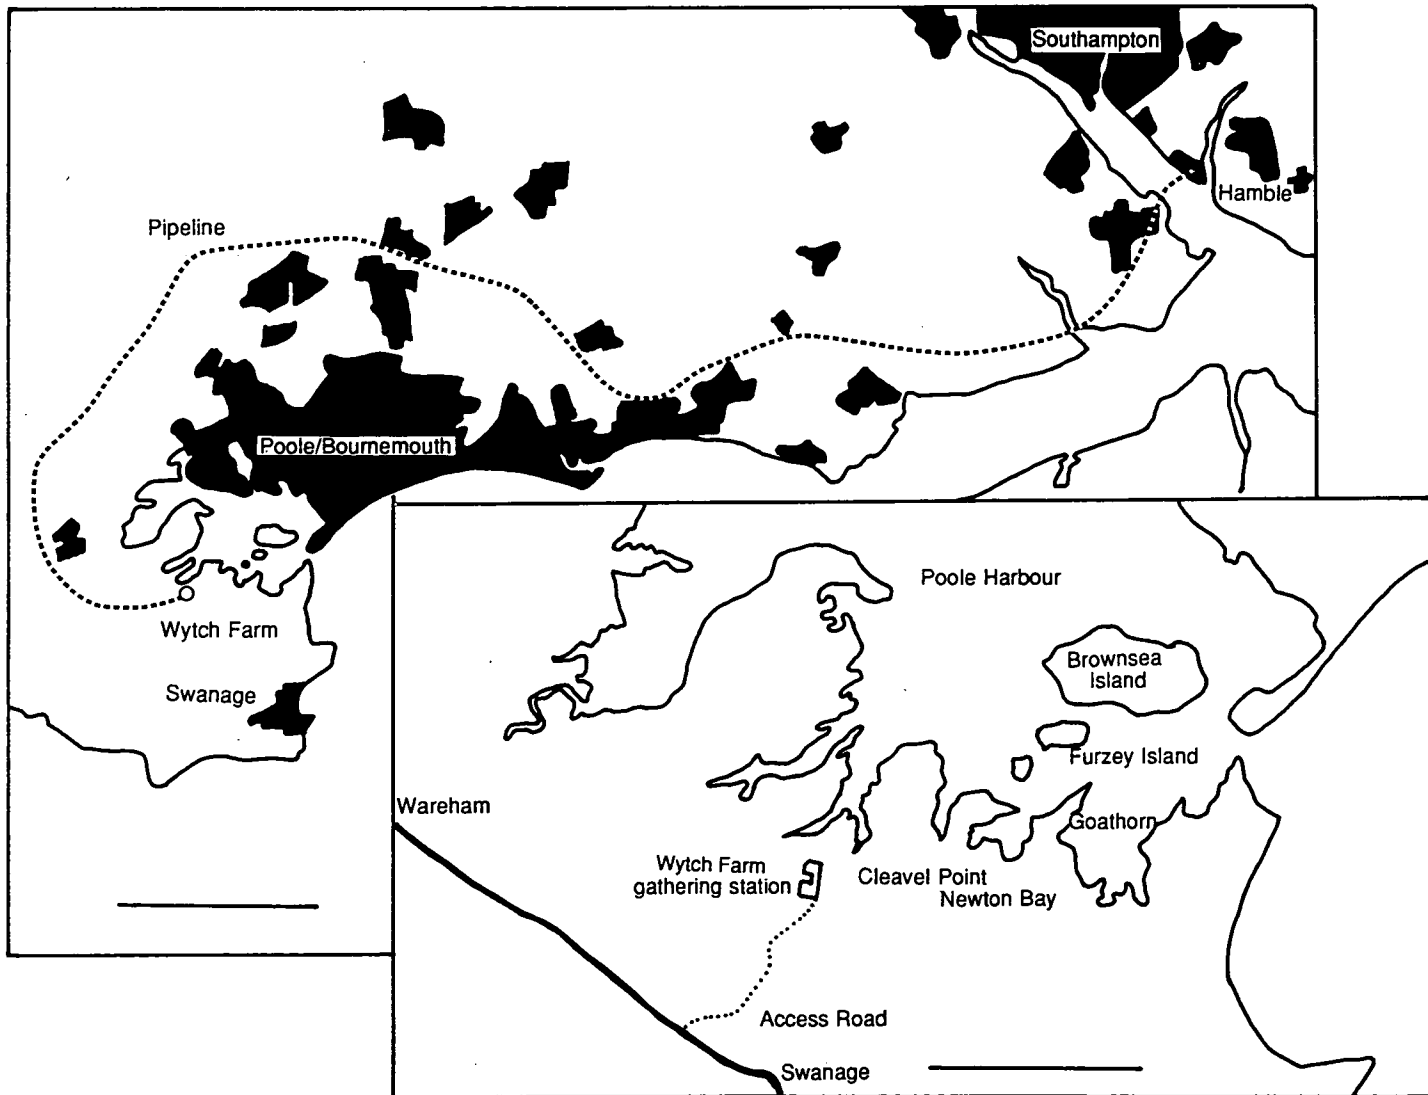 Southampton
Hamble
Pipeline
Poole/Bournemouth
Wytch Farm
Swanage
Poole Harbour
Brownsea
Island
Furzey Island
Goathorn
Wareham
Wytch Farm
gathering station
Cleavel Point
Newton Bay
Access Road
Swanage